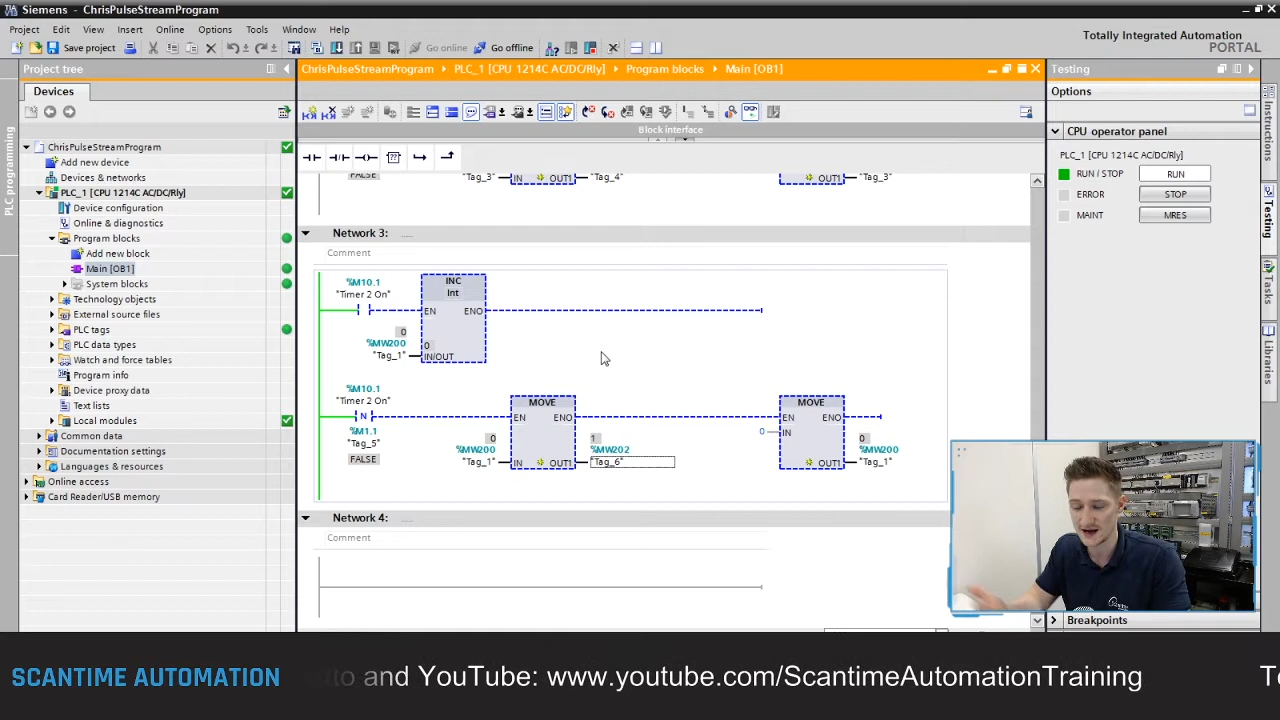 Siemens - ChrisPulseStreamProgram
Project Edit View Insert Online Options Tools Window Help
Totally Integrated Automation
PORTAL
Save project
Go online
Go offline
Project tree
ChrisPulseStreamProgram
PLC_1 [CPU 1214C AC/DC/Rly]
Program blocks
Main [OB1]
Testing
Devices
Options
Block interface
CPU operator panel
PLC_1 [CPU 1214C AC/DC/Rly]
RUN / STOP
RUN
ERROR
STOP
MAINT
MRES
Breakpoints
PLC programming
Instructions
Testing
Tasks
Libraries
ChrisPulseStreamProgram
Add new device
Devices & networks
PLC_1 [CPU 1214C AC/DC/Rly]
Device configuration
Online & diagnostics
Program blocks
Add new block
Main [OB1]
System blocks
Technology objects
External source files
PLC tags
PLC data types
Watch and force tables
Program info
Device proxy data
Text lists
Local modules
Common data
Documentation settings
Languages & resources
Online access
Card Reader/USB memory
FALSE
"Tag_3"
IN
OUT1
"Tag_4"
OUT1
"Tag_3"
Network 3: .....
Comment
%M10.1
"Timer 2 On"
INC
Int
EN
ENO
0
%MW200
"Tag_1"
0
IN/OUT
%M10.1
"Timer 2 On"
N
%M1.1
"Tag_5"
FALSE
MOVE
EN
ENO
0
%MW200
"Tag_1"
IN
OUT1
1
%MW202
"Tag_6"
MOVE
EN
ENO
0
IN
OUT1
0
%MW200
"Tag_1"
Network 4: .....
Comment
SCANTIME AUTOMATION
and YouTube: www.youtube.com/ScantimeAutomationTraining